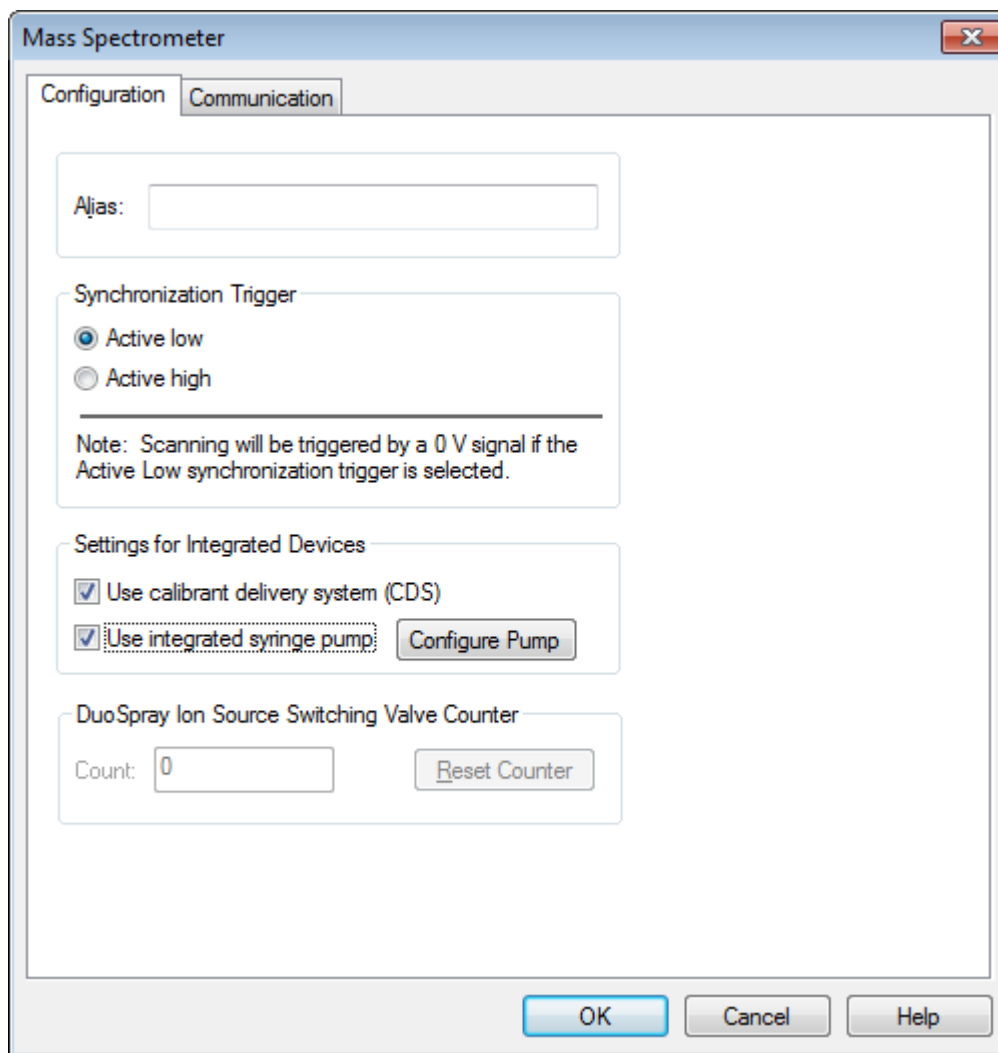 Mass Spectrometer
Configuration
Communication
Alias:
Synchronization Trigger
Active low
Active high
Note:  Scanning will be triggered by a 0 V signal if the
Active Low synchronization trigger is selected.
Settings for Integrated Devices
Use calibrant delivery system (CDS)
Use integrated syringe pump
Configure Pump
DuoSpray Ion Source Switching Valve Counter
Count:
0
Reset Counter
OK
Cancel
Help